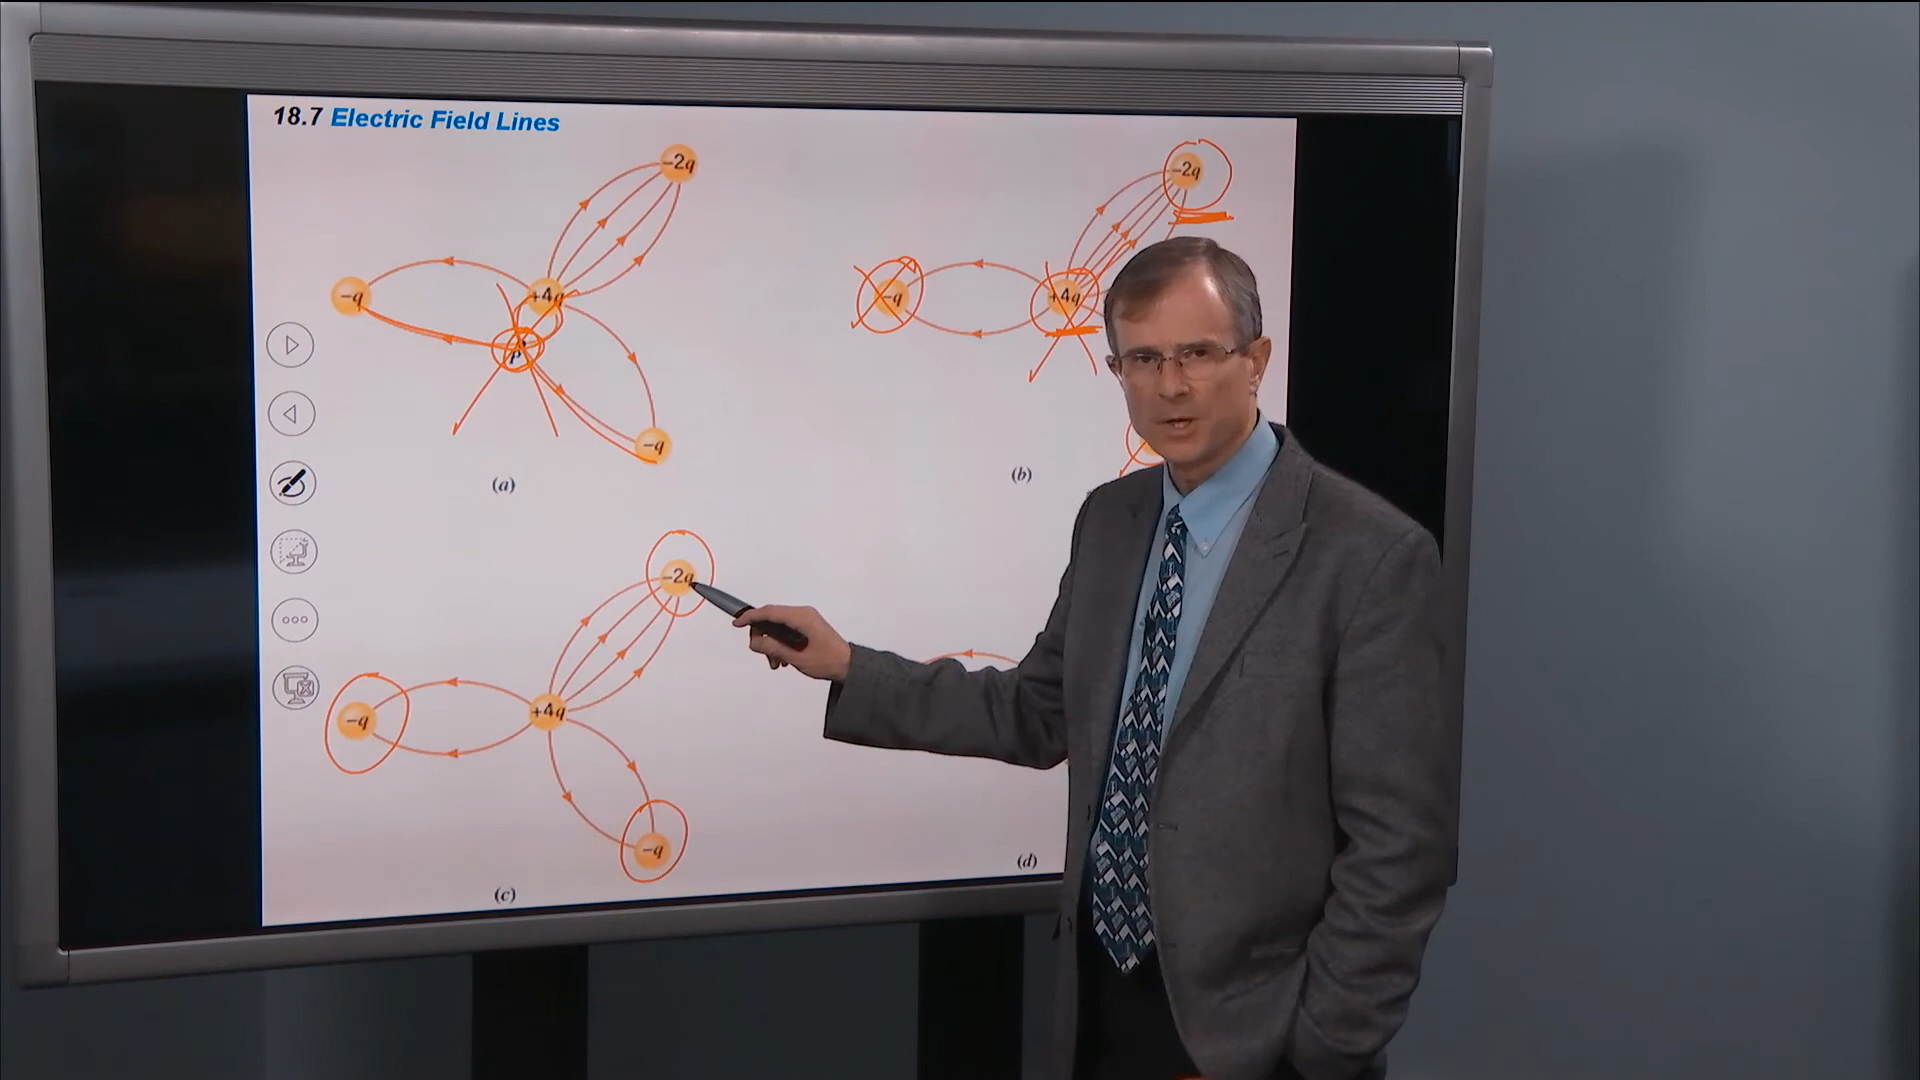 18.7 Electric Field Lines
−2q
−q
+4q
P
−q
(a)
−2q
−q
+4q
(b)
−2q
−q
+4q
−q
(c)
(d)